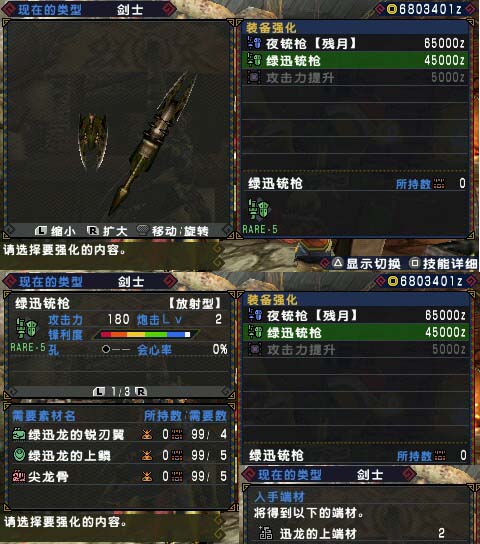 现在的类型 剑士
6803401z
装备强化
夜铳枪【残月】 65000z
绿迅铳枪 45000z
攻击力提升 5000z
绿迅铳枪 所持数 0
RARE-5
L 缩小 R 扩大 移动/旋转
请选择要强化的内容。
△显示切换 □技能详细
现在的类型 剑士
6803401z
绿迅铳枪 【放射型】
攻击力 180 炮击Lv 2
锋利度
RARE-5 孔 ●—— 会心率 0%
L 1/3 R
需要素材名 所持数/需要数
绿迅龙的锐刃翼 0 99/ 4
绿迅龙的上鳞 0 99/ 5
尖龙骨 0 99/ 5
请选择要强化的内容。
装备强化
夜铳枪【残月】 65000z
绿迅铳枪 45000z
攻击力提升 5000z
绿迅铳枪 所持数 0
现在的类型 剑士
入手端材
将得到以下的端材。
迅龙的上端材 2